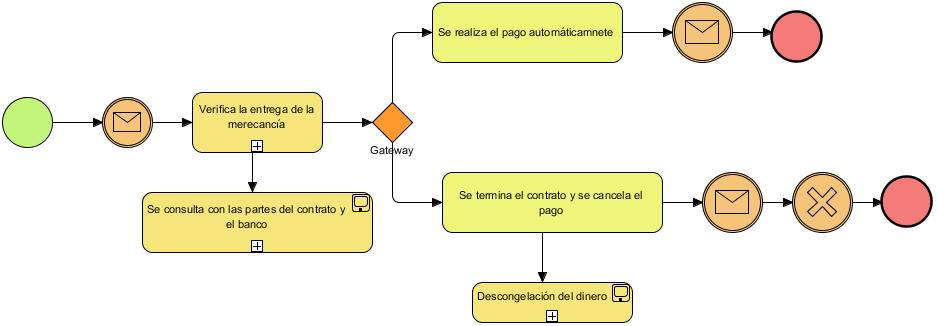 Se realiza el pago automáticamnete
Verifica la entrega de la
merecancía
Gateway
Se consulta con las partes del contrato y
el banco
Se termina el contrato y se cancela el
pago
Descongelación del dinero